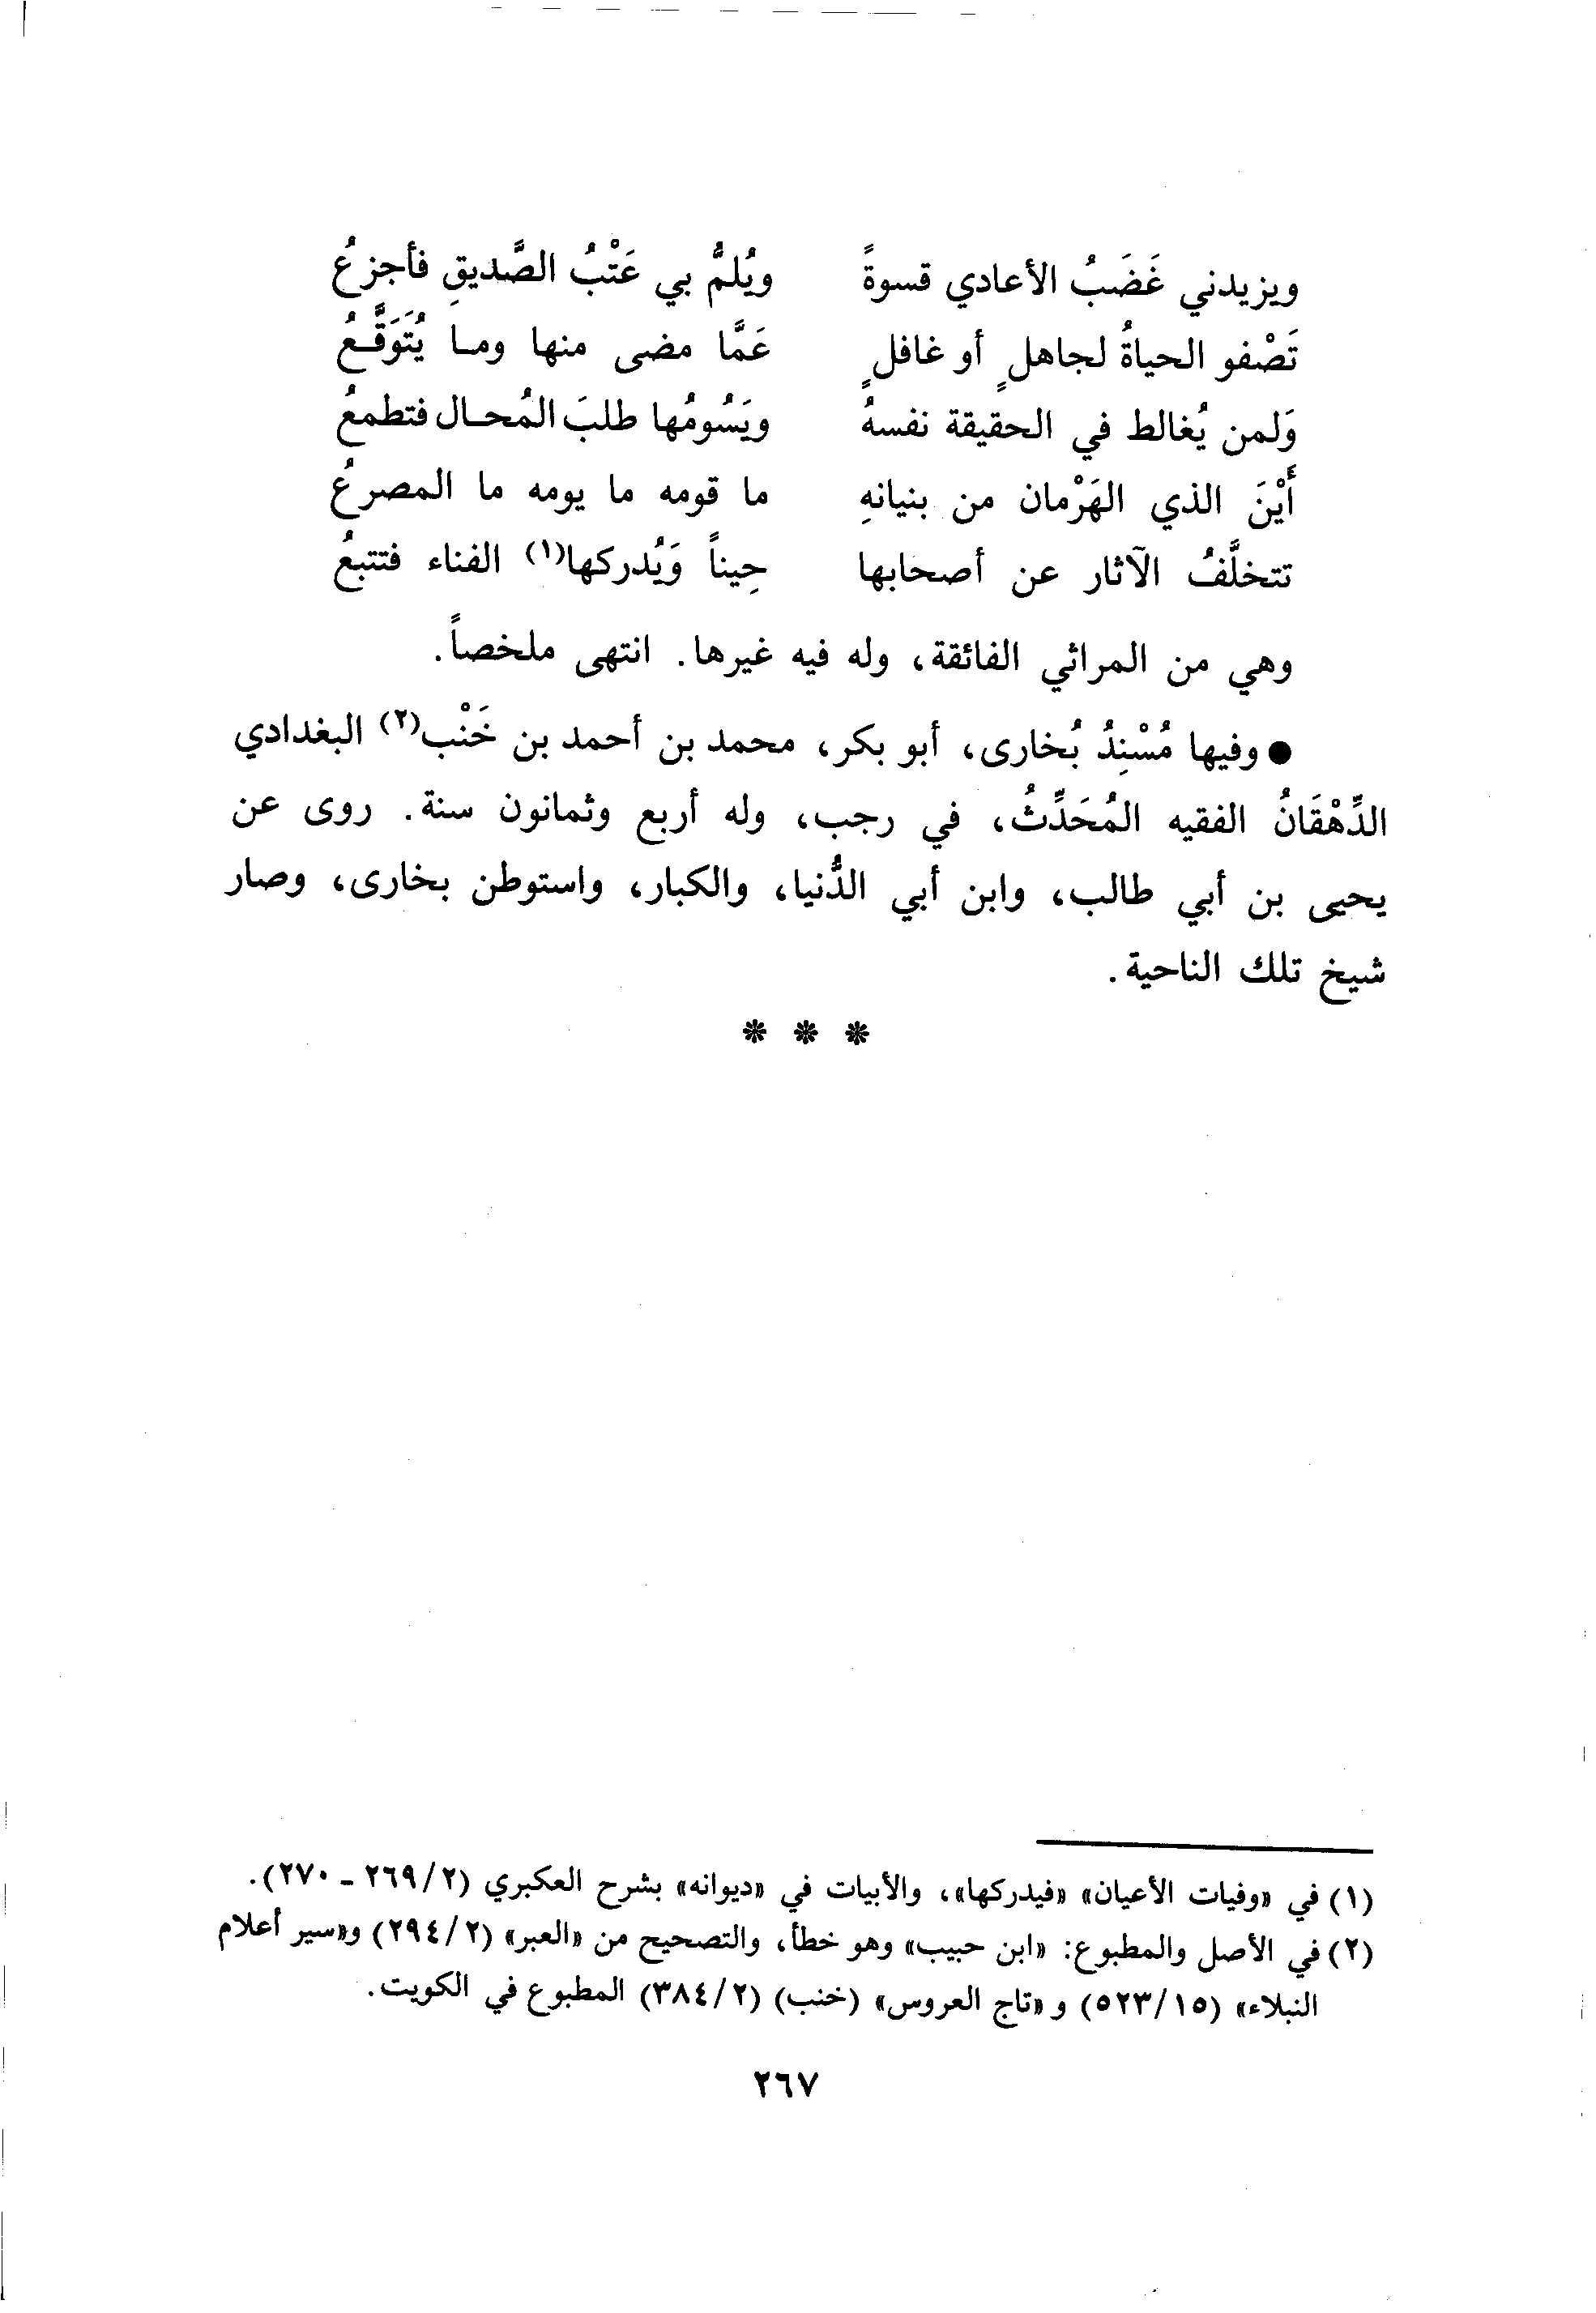 ويزيدني غَضَبُ الأعادي قسوةً ويُلمُّ بي عَتْبُ الصَّديقِ فأجزعُ
تَصْفو الحياةُ لجاهلٍ أو غافلٍ عَمَّا مضى منها وما يُتَوَقَّعُ
وَلمن يُغالط في الحقيقة نفسهُ ويَسُومُها طلبَ المُحال فتطمعُ
أَيْنَ الذي الهَرْمان من بنيانهِ ما قومه ما يومه ما المصرعُ
تتخلَّفُ الآثار عن أصحابها حِيناً وَيُدركها(١) الفناء فتتبعُ
وهي من المراثي الفائقة، وله فيه غيرها. انتهى ملخصاً.
● وفيها مُسْنِدُ بُخارى، أبو بكر، محمد بن أحمد بن خَنْب(٢) البغدادي
الدِّهْقَانُ الفقيه المُحَدِّثُ، في رجب، وله أربع وثمانون سنة. روى عن
يحيى بن أبي طالب، وابن أبي الدُّنيا، والكبار، واستوطن بخارى، وصار
شيخ تلك الناحية.
* * *
(١) في «وفيات الأعيان» «فيدركها»، والأبيات في «ديوانه» بشرح العكبري (٢/٢٦٩ - ٢٧٠).
(٢) في الأصل والمطبوع: «ابن حبيب» وهو خطأ، والتصحيح من «العبر» (٢/٢٩٤) و«سير أعلام
النبلاء» (١٥/٥٢٣) و «تاج العروس» (خنب) (٢/٣٨٤) المطبوع في الكويت.
٢٦٧